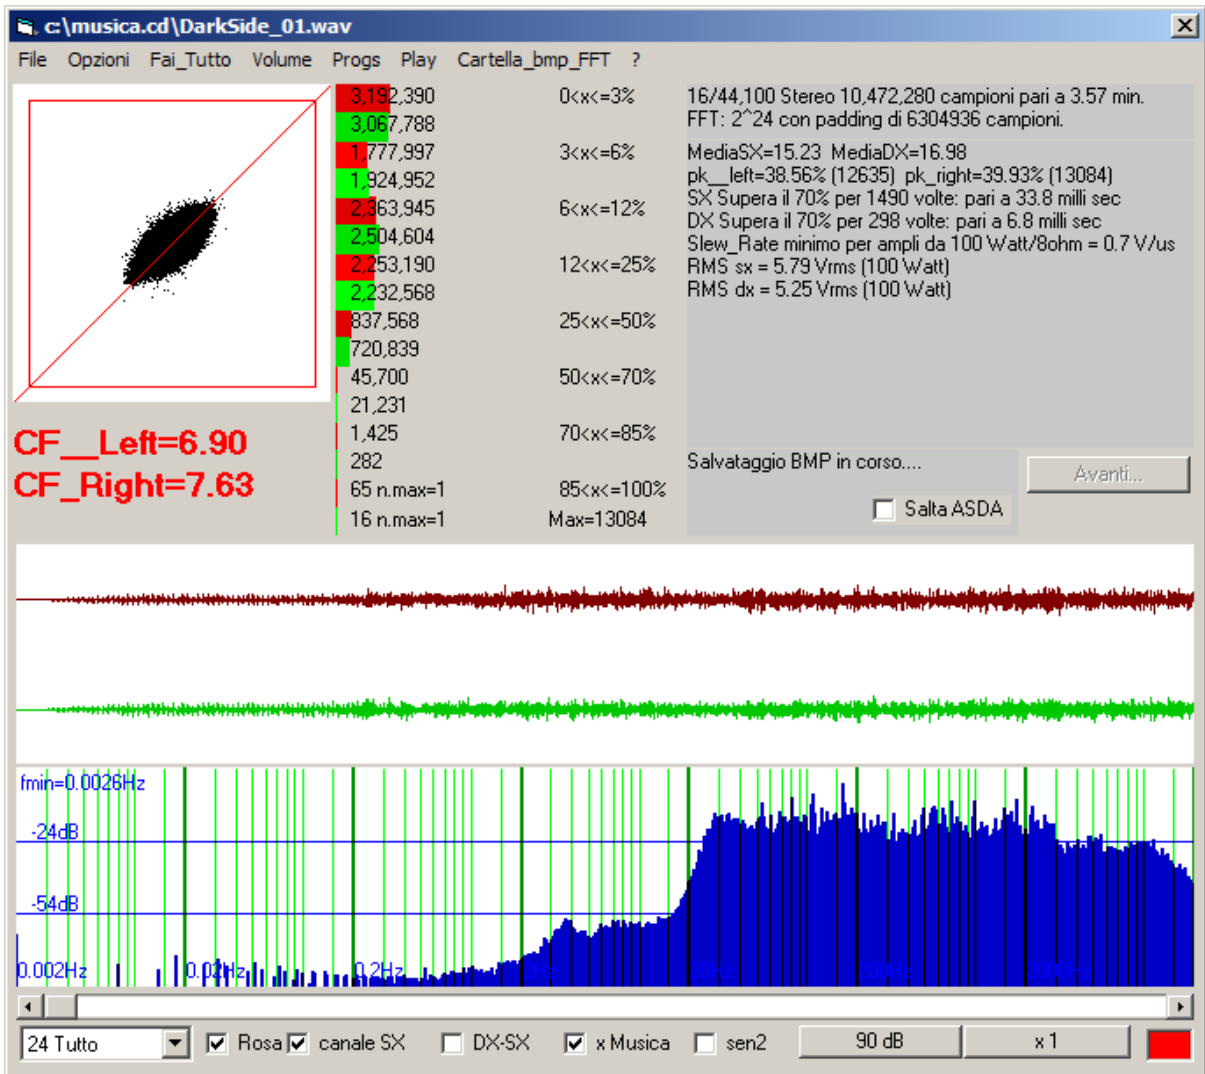 c:\musica.cd\DarkSide_01.wav
File Opzioni Fai_Tutto Volume Progs Play Cartella_bmp_FFT ?
3,192,390 0<x<=3%
3,067,788
1,777,997 3<x<=6%
1,924,952
2,363,945 6<x<=12%
2,504,604
2,253,190 12<x<=25%
2,232,568
837,568 25<x<=50%
720,839
45,700 50<x<=70%
21,231
1,425 70<x<=85%
282
65 n.max=1 85<x<=100%
16 n.max=1 Max=13084
16/44,100 Stereo 10,472,280 campioni pari a 3.57 min.
FFT: 2^24 con padding di 6304936 campioni.
MediaSX=15.23 MediaDX=16.98
pk__left=38.56% (12635) pk_right=39.93% (13084)
SX Supera il 70% per 1490 volte: pari a 33.8 milli sec
DX Supera il 70% per 298 volte: pari a 6.8 milli sec
Slew_Rate minimo per ampli da 100 Watt/8ohm = 0.7 V/us
RMS sx = 5.79 Vrms (100 Watt)
RMS dx = 5.25 Vrms (100 Watt)
CF__Left=6.90
CF_Right=7.63
Salvataggio BMP in corso....
Avanti...
Salta ASDA
fmin=0.0026Hz
-24dB
-54dB
0.002Hz 0.02Hz 0.2Hz 2Hz 20Hz 200Hz 2000Hz
24 Tutto Rosa canale SX DX-SX x Musica sen2 90 dB x 1